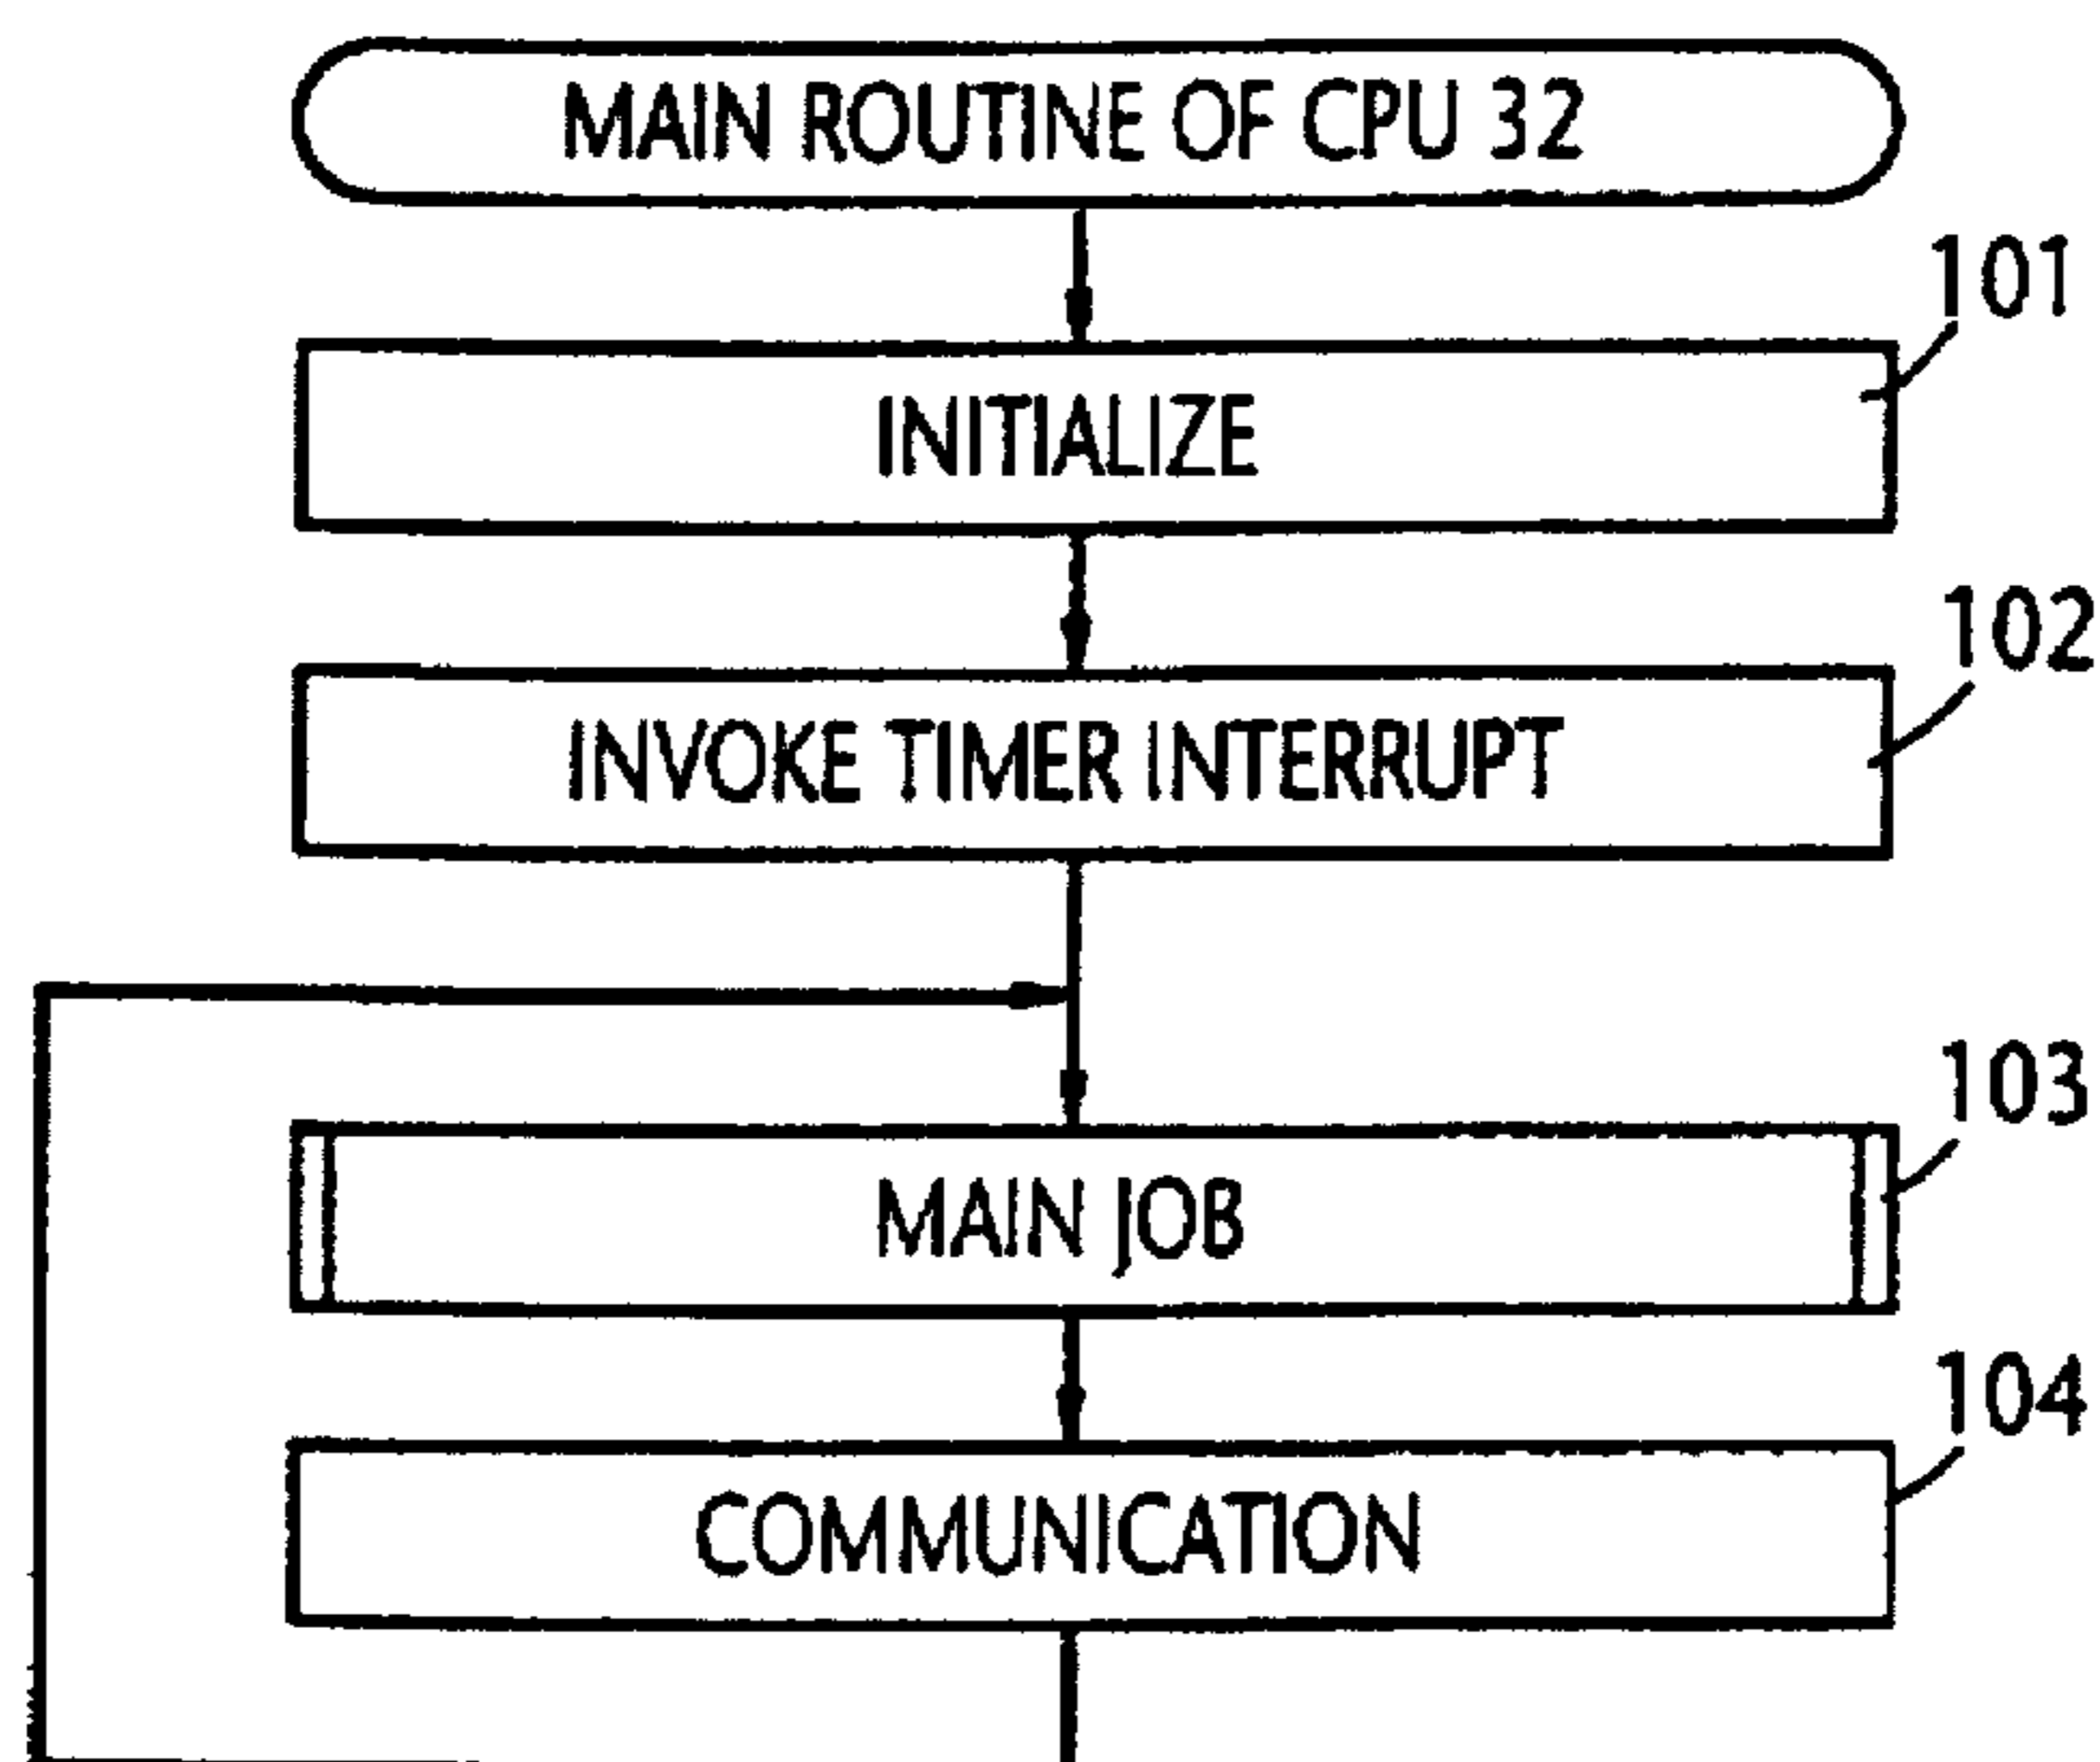 MAIN ROUTINE OF CPU 32
101
INITIALIZE
102
INVOKE TIMER INTERRUPT
103
MAIN JOB
104
COMMUNICATION